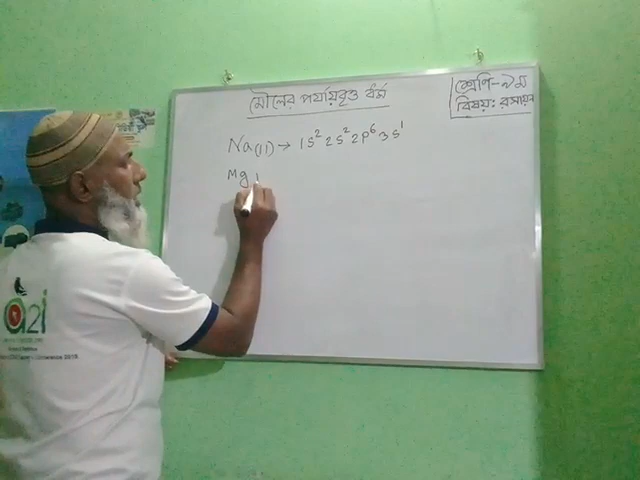 মৌলের পর্যায়বৃত্ত ধর্ম
শ্রেণি-৯ম
বিষয়: রসায়ন
Na(11) → 1s² 2s² 2p⁶ 3s¹
Mg
a2i